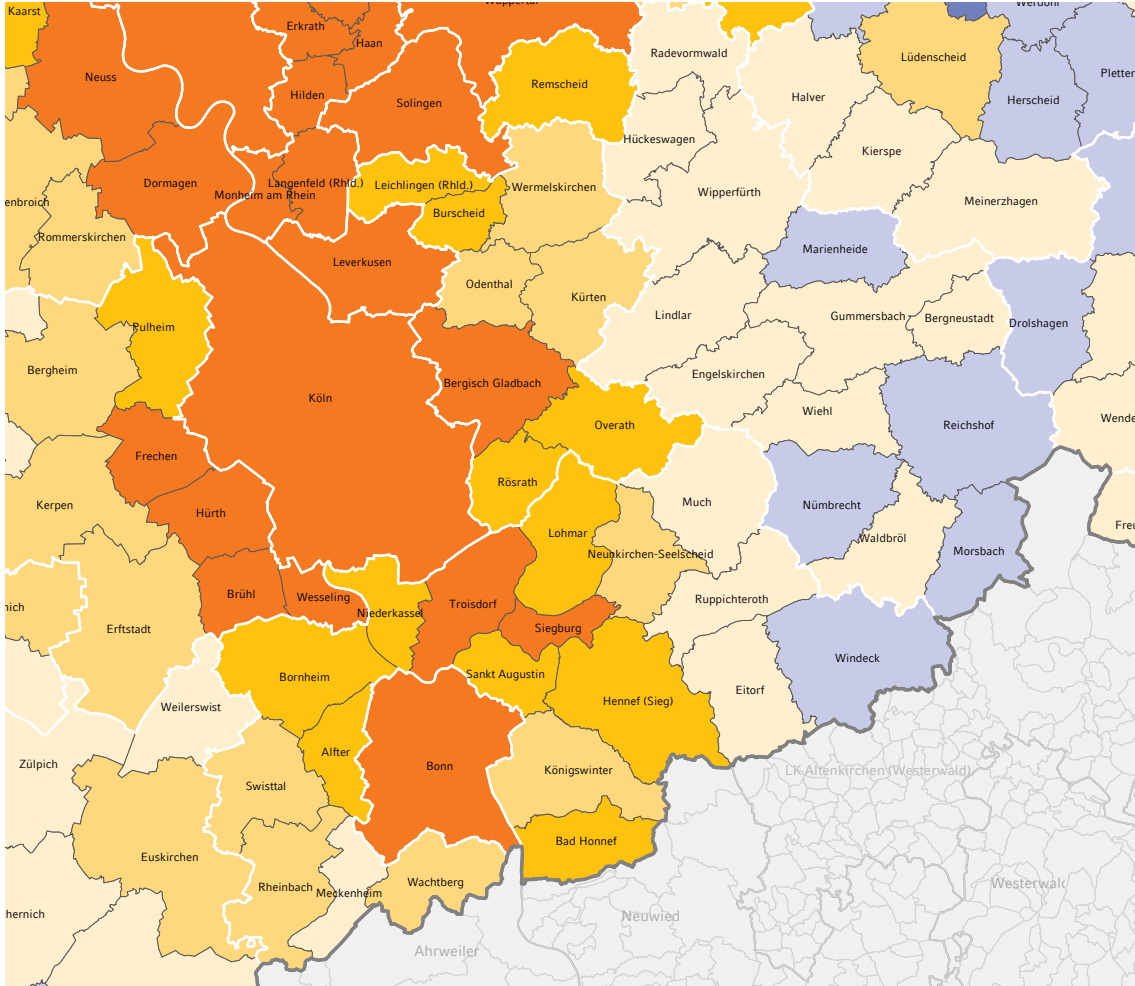 Kaarst
Erkrath
Haan
Radevormwald
Lüdenscheid
Neuss
Hilden
Solingen
Remscheid
Halver
Herscheid
Hückeswagen
Kierspe
Dormagen
Langenfeld (Rhld.)
Monheim am Rhein
Leichlingen (Rhld.)
Wermelskirchen
Wipperfürth
Meinerzhagen
enbroich
Rommerskirchen
Burscheid
Marienheide
Leverkusen
Odenthal
Kürten
Lindlar
Gummersbach
Bergneustadt
Drolshagen
Pulheim
Bergheim
Köln
Bergisch Gladbach
Engelskirchen
Wiehl
Reichshof
Overath
Frechen
Rösrath
Much
Nümbrecht
Kerpen
Hürth
Lohmar
Neunkirchen-Seelscheid
Waldbröl
Morsbach
Brühl
Wesseling
Niederkassel
Troisdorf
Siegburg
Ruppichteroth
Erftstadt
Windeck
Bornheim
Sankt Augustin
Hennef (Sieg)
Eitorf
Weilerswist
Alfter
Zülpich
Bonn
Königswinter
LK Altenkirchen (Westerwald)
Swisttal
Euskirchen
Bad Honnef
Rheinbach
Meckenheim
Wachtberg
hernich
Westerwald
Neuwied
Ahrweiler